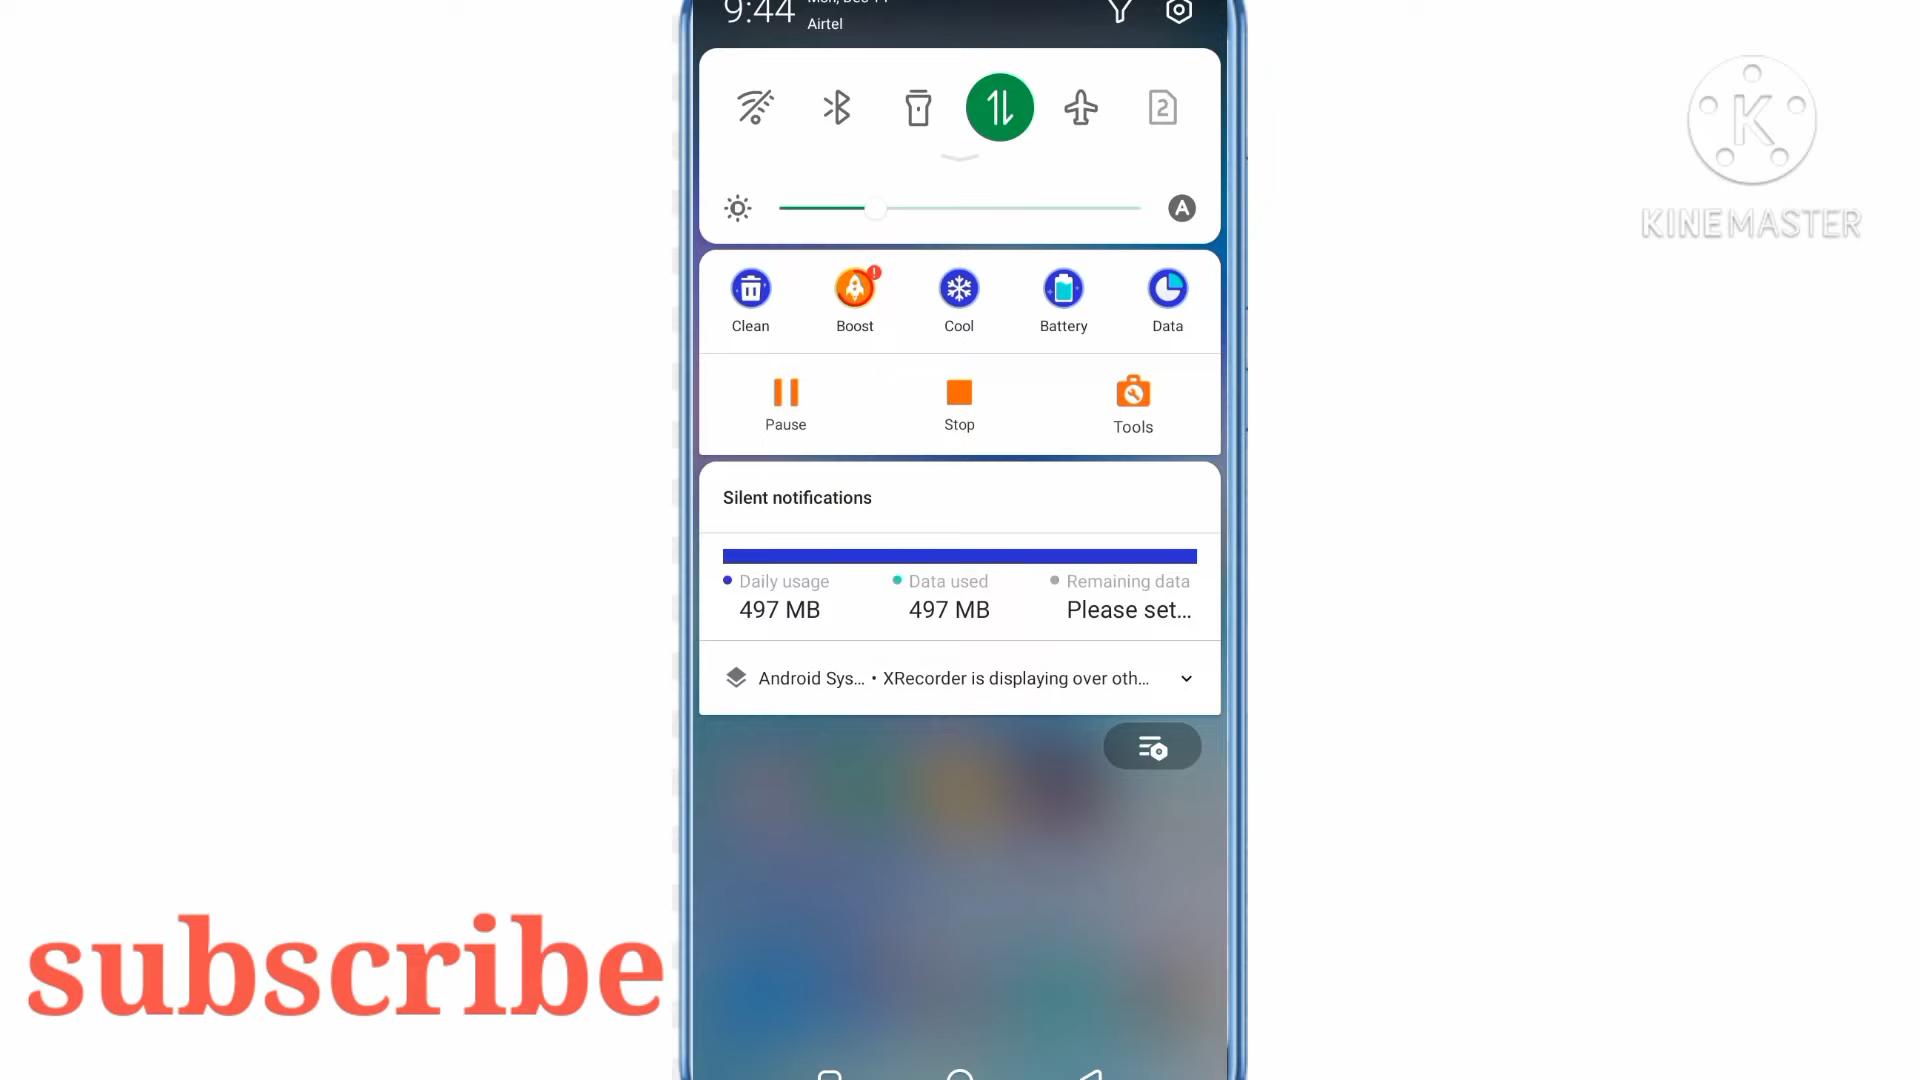 9:44
Airtel
2
A
K
KINEMASTER
Clean
Boost
Cool
Battery
Data
Pause
Stop
Tools
Silent notifications
Daily usage
Data used
Remaining data
497 MB
497 MB
Please set...
Android Sys... • XRecorder is displaying over oth...
subscribe